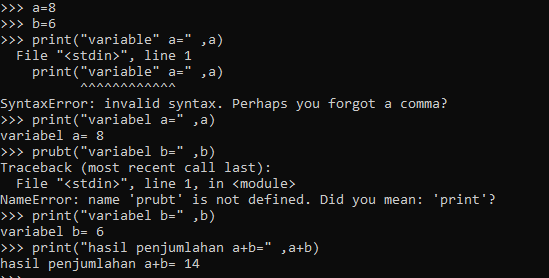 >>> a=8
>>> b=6
>>> print("variable" a=" ,a)
  File "<stdin>", line 1
    print("variable" a=" ,a)
          ^^^^^^^^^^^^
SyntaxError: invalid syntax. Perhaps you forgot a comma?
>>> print("variabel a=" ,a)
variabel a= 8
>>> prubt("variabel b=" ,b)
Traceback (most recent call last):
  File "<stdin>", line 1, in <module>
NameError: name 'prubt' is not defined. Did you mean: 'print'?
>>> print("variabel b=" ,b)
variabel b= 6
>>> print("hasil penjumlahan a+b=" ,a+b)
hasil penjumlahan a+b= 14
>>>